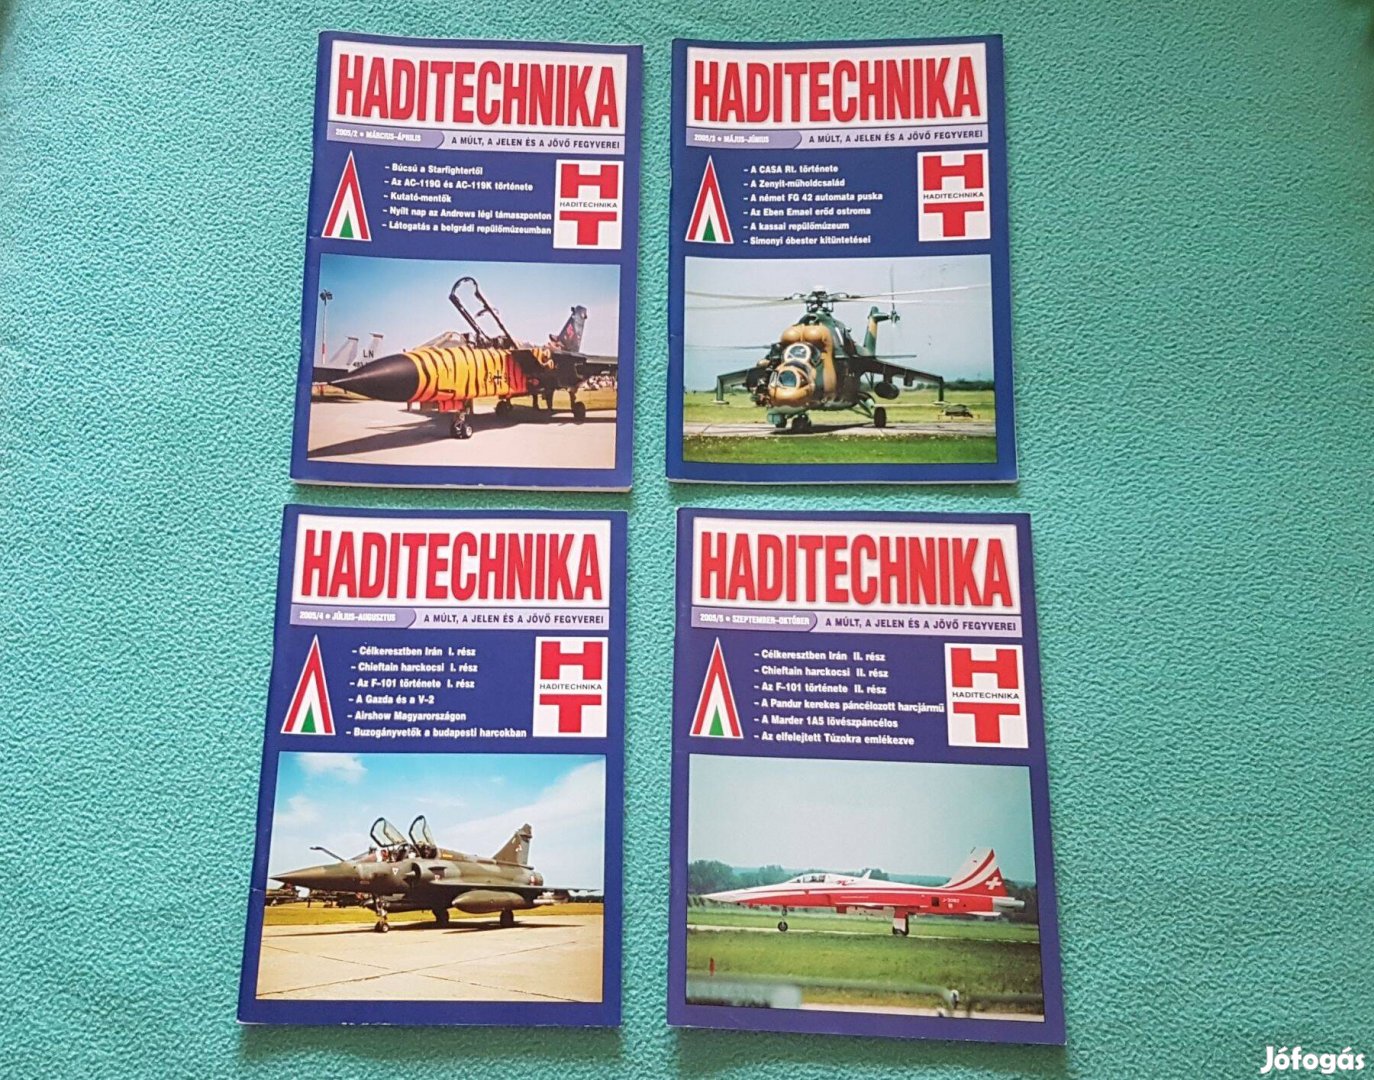 HADITECHNIKA
2005/2 • MÁRCIUS-ÁPRILIS
A MÚLT, A JELEN ÉS A JÖVŐ FEGYVEREI
– Búcsú a Starfightertől
– Az AC–119G és AC–119K története
– Kutató-mentők
– Nyílt nap az Andrews légi támaszponton
– Látogatás a belgrádi repülőmúzeumban
H
HADITECHNIKA
T
LN
HADITECHNIKA
2005/3 • MÁJUS-JÚNIUS
A MÚLT, A JELEN ÉS A JÖVŐ FEGYVEREI
– A CASA Rt. története
– A Zenyit-műholdcsalád
– A német FG 42 automata puska
– Az Eben Emael erőd ostroma
– A kassai repülőmúzeum
– Simonyi óbester kitüntetései
H
HADITECHNIKA
T
HADITECHNIKA
2005/4 • JÚLIUS-AUGUSZTUS
A MÚLT, A JELEN ÉS A JÖVŐ FEGYVEREI
– Célkeresztben Irán I. rész
– Chieftain harckocsi I. rész
– Az F–101 története I. rész
– A Gazda és a V–2
– Airshow Magyarországon
– Buzogányvetők a budapesti harcokban
H
HADITECHNIKA
T
HADITECHNIKA
2005/5 • SZEPTEMBER-OKTÓBER
A MÚLT, A JELEN ÉS A JÖVŐ FEGYVEREI
– Célkeresztben Irán II. rész
– Chieftain harckocsi II. rész
– Az F–101 története II. rész
– A Pandur kerekes páncélozott harcjármű
– A Marder 1A5 lövészpáncélos
– Az elfelejtett Túzokra emlékezve
H
HADITECHNIKA
T
Jófogás